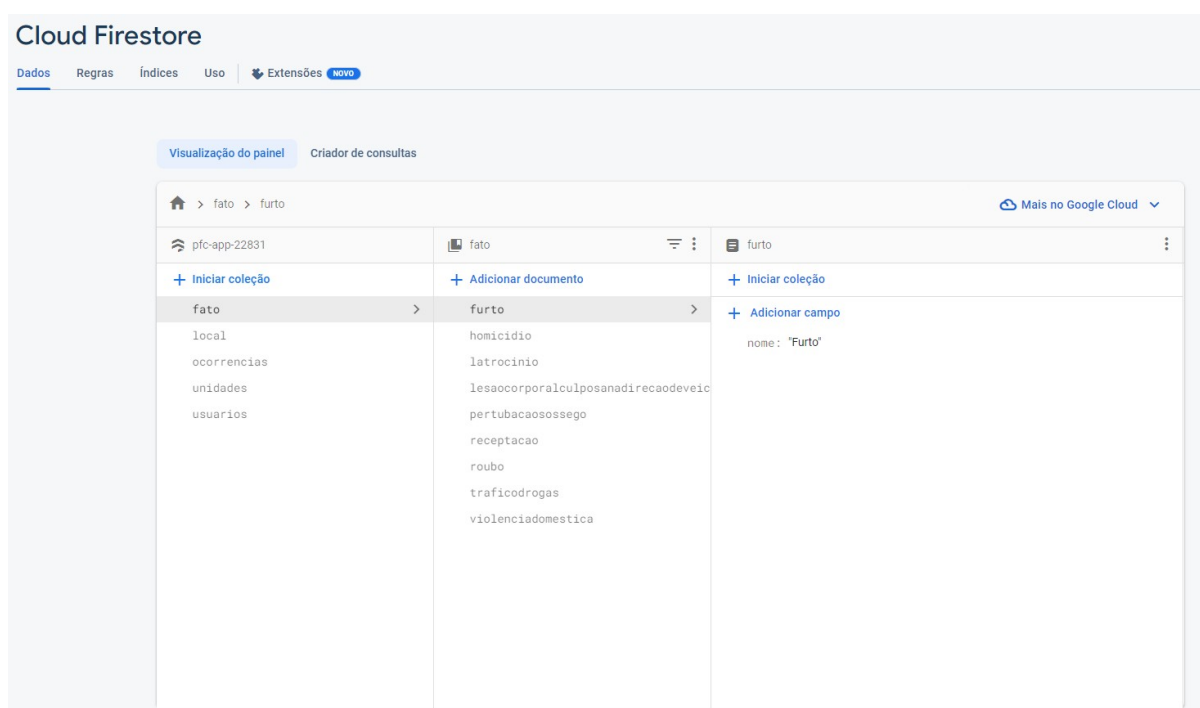 Cloud Firestore
Dados Regras Índices Uso Extensões NOVO
Visualização do painel Criador de consultas
> fato > furto Mais no Google Cloud
pfc-app-22831
+ Iniciar coleção
fato
local
ocorrencias
unidades
usuarios
fato
+ Adicionar documento
furto
homicidio
latrocinio
lesaocorporalculposanadirecaodeveic
pertubacaosossego
receptacao
roubo
traficodrogas
violenciadomestica
furto
+ Iniciar coleção
+ Adicionar campo
nome: "Furto"